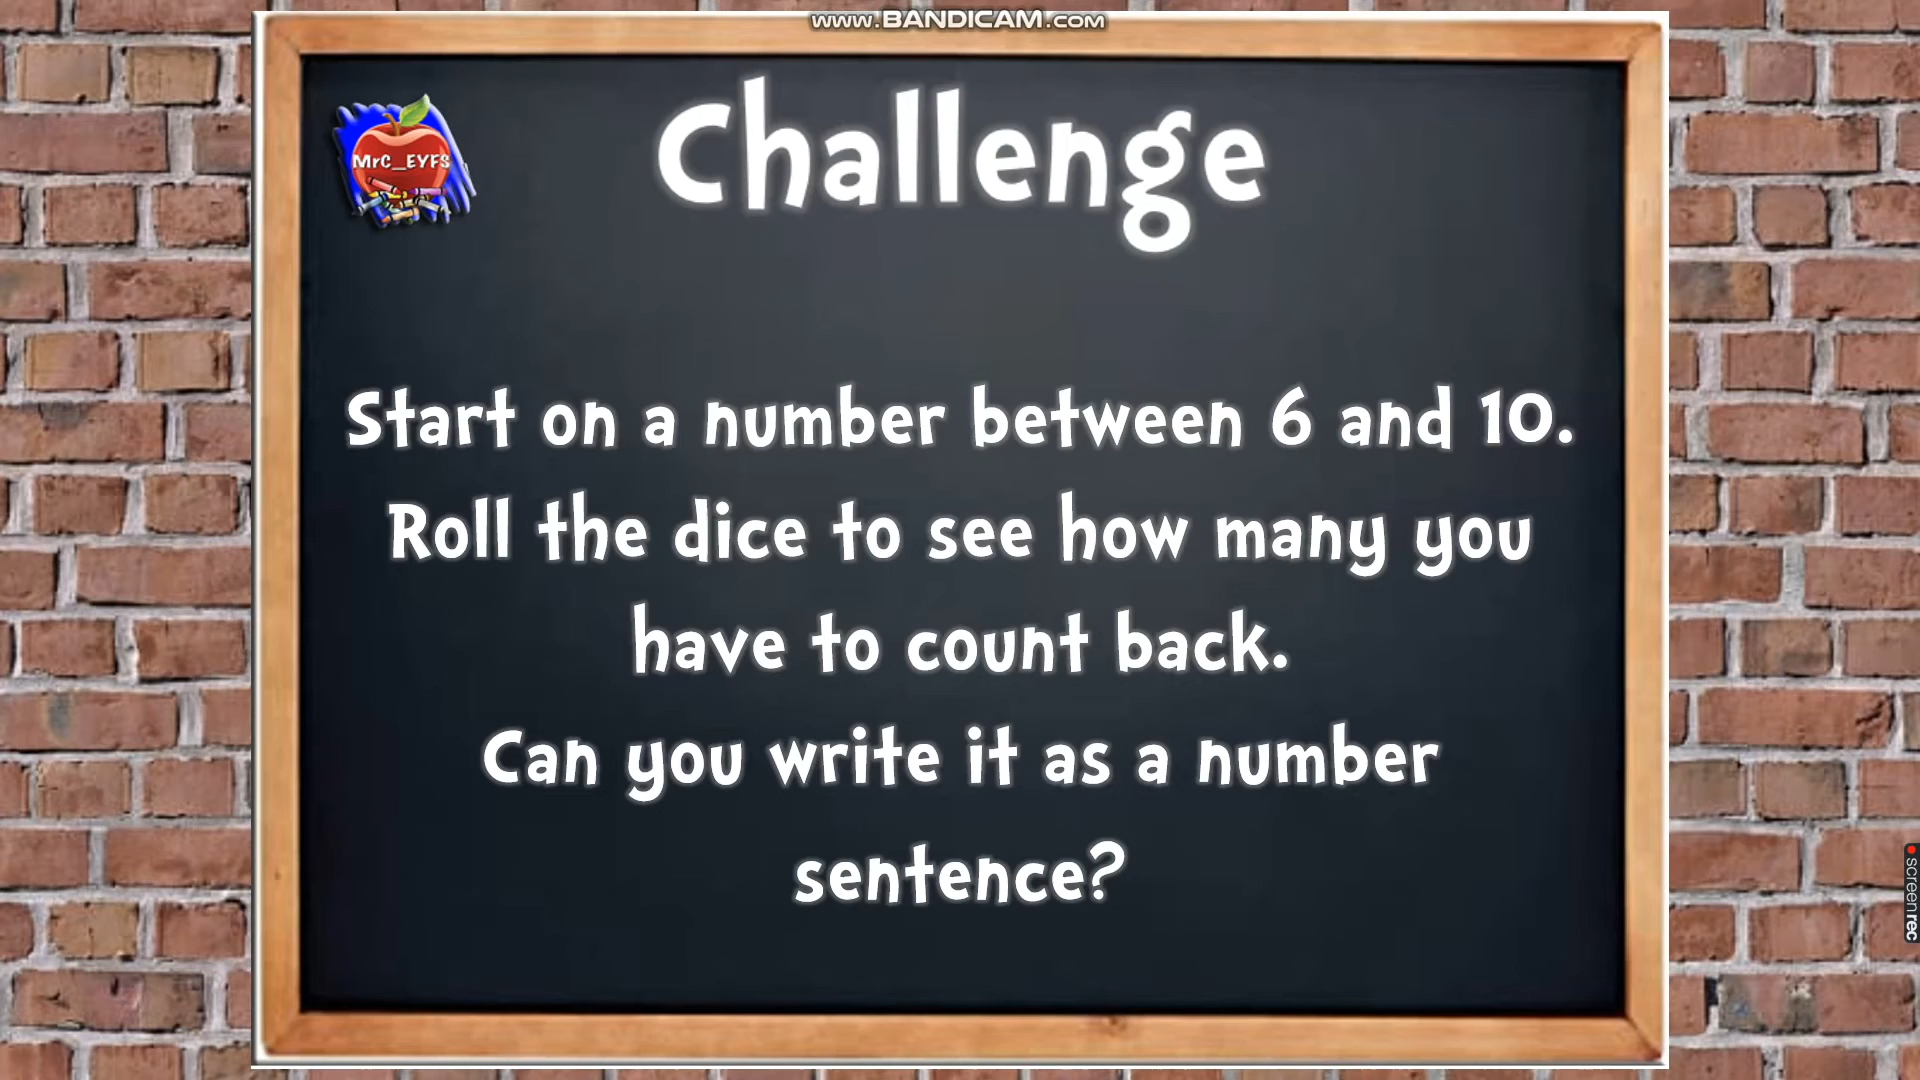 www.BANDICAM.com
Challenge
MrC_EYFS
Start on a number between 6 and 10.
Roll the dice to see how many you
have to count back.
Can you write it as a number
sentence?
screenrec